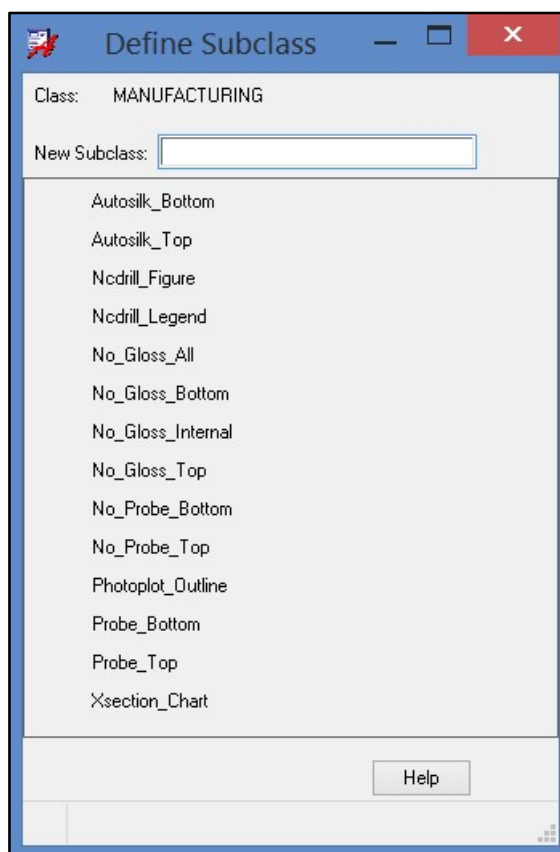 Define Subclass
Class: MANUFACTURING
New Subclass:
Autosilk_Bottom
Autosilk_Top
Ncdrill_Figure
Ncdrill_Legend
No_Gloss_All
No_Gloss_Bottom
No_Gloss_Internal
No_Gloss_Top
No_Probe_Bottom
No_Probe_Top
Photoplot_Outline
Probe_Bottom
Probe_Top
Xsection_Chart
Help